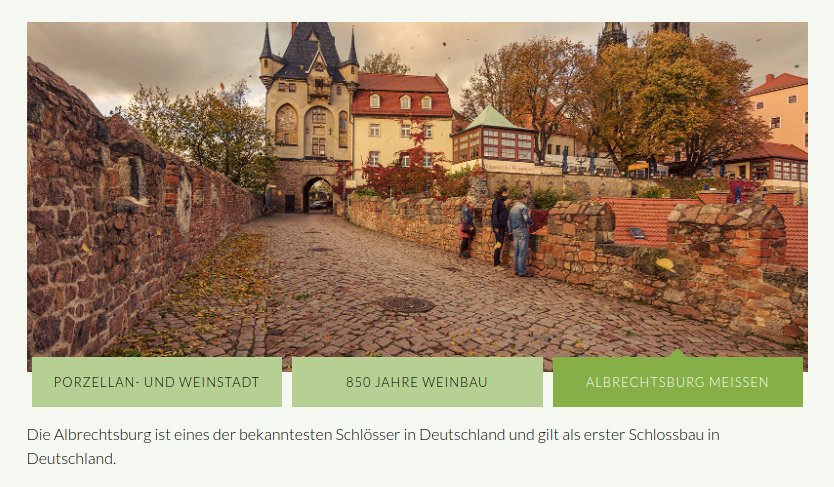 PORZELLAN- UND WEINSTADT
850 JAHRE WEINBAU
ALBRECHTSBURG MEISSEN
Die Albrechtsburg ist eines der bekanntesten Schlösser in Deutschland und gilt als erster Schlossbau in
Deutschland.